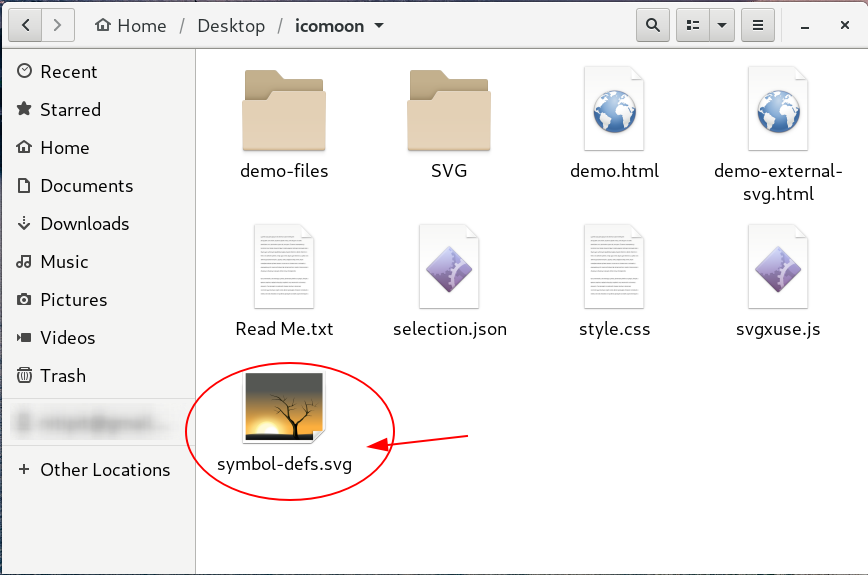 Home / Desktop / icomoon
Recent
Starred
Home
Documents
Downloads
Music
Pictures
Videos
Trash
+ Other Locations
demo-files
SVG
demo.html
demo-external-
svg.html
Read Me.txt
selection.json
style.css
svgxuse.js
symbol-defs.svg